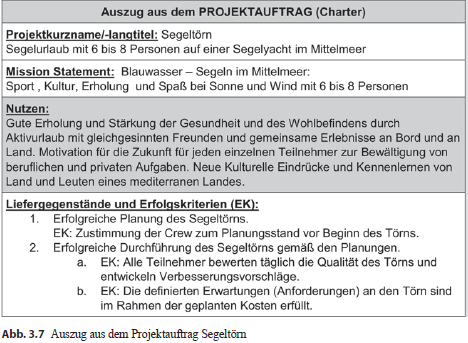 Auszug aus dem PROJEKTAUFTRAG (Charter)
Projektkurzname/-langtitel: Segeltörn
Segelurlaub mit 6 bis 8 Personen auf einer Segelyacht im Mittelmeer
Mission Statement: Blauwasser – Segeln im Mittelmeer:
Sport , Kultur, Erholung und Spaß bei Sonne und Wind mit 6 bis 8 Personen
Nutzen:
Gute Erholung und Stärkung der Gesundheit und des Wohlbefindens durch
Aktivurlaub mit gleichgesinnten Freunden und gemeinsame Erlebnisse an Bord und an
Land. Motivation für die Zukunft für jeden einzelnen Teilnehmer zur Bewältigung von
beruflichen und privaten Aufgaben. Neue Kulturelle Eindrücke und Kennenlernen von
Land und Leuten eines mediterranen Landes.
Liefergegenstände und Erfolgskriterien (EK):
1. Erfolgreiche Planung des Segeltörns.
EK: Zustimmung der Crew zum Planungsstand vor Beginn des Törns.
2. Erfolgreiche Durchführung des Segeltörns gemäß den Planungen.
a. EK: Alle Teilnehmer bewerten täglich die Qualität des Törns und
entwickeln Verbesserungsvorschläge.
b. EK: Die definierten Erwartungen (Anforderungen) an den Törn sind
im Rahmen der geplanten Kosten erfüllt.
Abb. 3.7 Auszug aus dem Projektauftrag Segeltörn